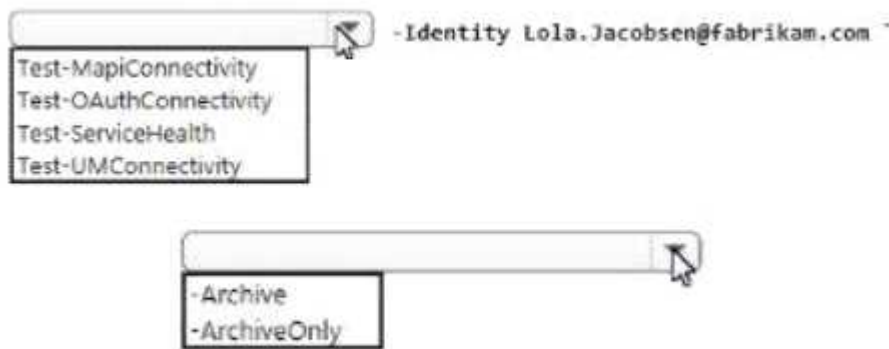 -Identity Lola.Jacobsen@fabrikam.com `
Test-MapiConnectivity
Test-OAuthConnectivity
Test-ServiceHealth
Test-UMConnectivity
-Archive
-ArchiveOnly